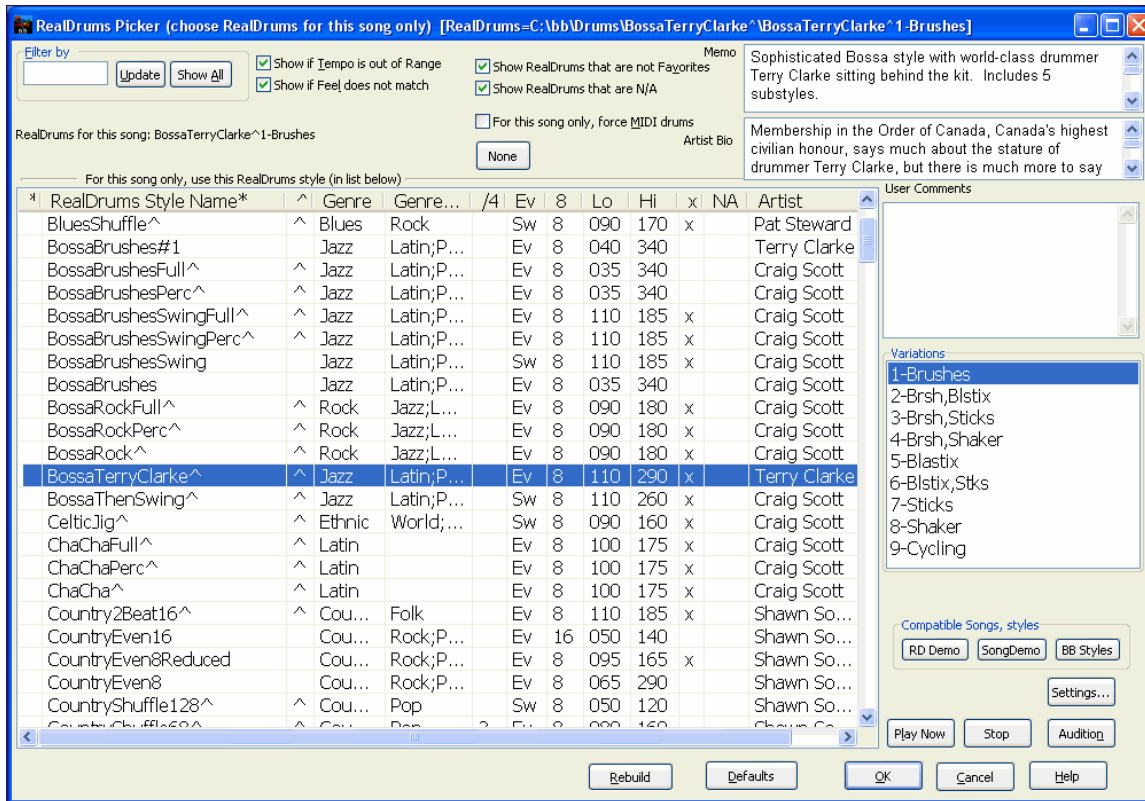 RealDrums Picker (choose RealDrums for this song only) [RealDrums=C:\bb\Drums\BossaTerryClarke^\BossaTerryClarke^1-Brushes]
Filter by
Update Show All
Show if Tempo is out of Range
Show if Feel does not match
Show RealDrums that are not Favorites
Show RealDrums that are N/A
For this song only, force MIDI drums
None
RealDrums for this song: BossaTerryClarke^1-Brushes
Memo
Sophisticated Bossa style with world-class drummer
Terry Clarke sitting behind the kit. Includes 5
substyles.
Artist Bio
Membership in the Order of Canada, Canada's highest
civilian honour, says much about the stature of
drummer Terry Clarke, but there is much more to say
For this song only, use this RealDrums style (in list below)
* RealDrums Style Name* ^ Genre Genre... /4 Ev 8 Lo Hi x NA Artist
BluesShuffle^ ^ Blues Rock Sw 8 090 170 x Pat Steward
BossaBrushes#1 Jazz Latin;P... Ev 8 040 340 Terry Clarke
BossaBrushesFull^ ^ Jazz Latin;P... Ev 8 035 340 Craig Scott
BossaBrushesPerc^ ^ Jazz Latin;P... Ev 8 035 340 Craig Scott
BossaBrushesSwingFull^ ^ Jazz Latin;P... Ev 8 110 185 x Craig Scott
BossaBrushesSwingPerc^ ^ Jazz Latin;P... Ev 8 110 185 x Craig Scott
BossaBrushesSwing Jazz Latin;P... Sw 8 110 185 x Craig Scott
BossaBrushes Jazz Latin;P... Ev 8 035 340 Craig Scott
BossaRockFull^ ^ Rock Jazz;L... Ev 8 090 180 x Craig Scott
BossaRockPerc^ ^ Rock Jazz;L... Ev 8 090 180 x Craig Scott
BossaRock^ ^ Rock Jazz;L... Ev 8 090 180 x Craig Scott
BossaTerryClarke^ ^ Jazz Latin;P... Ev 8 110 290 x Terry Clarke
BossaThenSwing^ ^ Jazz Latin;P... Sw 8 110 260 x Craig Scott
CelticJig^ ^ Ethnic World;... Sw 8 090 160 x Craig Scott
ChaChaFull^ ^ Latin Ev 8 100 175 x Craig Scott
ChaChaPerc^ ^ Latin Ev 8 100 175 x Craig Scott
ChaCha^ ^ Latin Ev 8 100 175 x Craig Scott
Country2Beat16^ ^ Cou... Folk Ev 8 110 185 x Shawn So...
CountryEven16 Cou... Rock;P... Ev 16 050 140 Shawn So...
CountryEven8Reduced Cou... Rock;P... Ev 8 095 165 x Shawn So...
CountryEven8 Cou... Rock;P... Ev 8 065 290 Shawn So...
CountryShuffle128^ ^ Cou... Pop Sw 8 050 120 Shawn So...
User Comments
Variations
1-Brushes
2-Brsh,Blstix
3-Brsh,Sticks
4-Brsh,Shaker
5-Blastix
6-Blstix,Stks
7-Sticks
8-Shaker
9-Cycling
Compatible Songs, styles
RD Demo SongDemo BB Styles
Settings...
Play Now Stop Audition
Rebuild Defaults OK Cancel Help